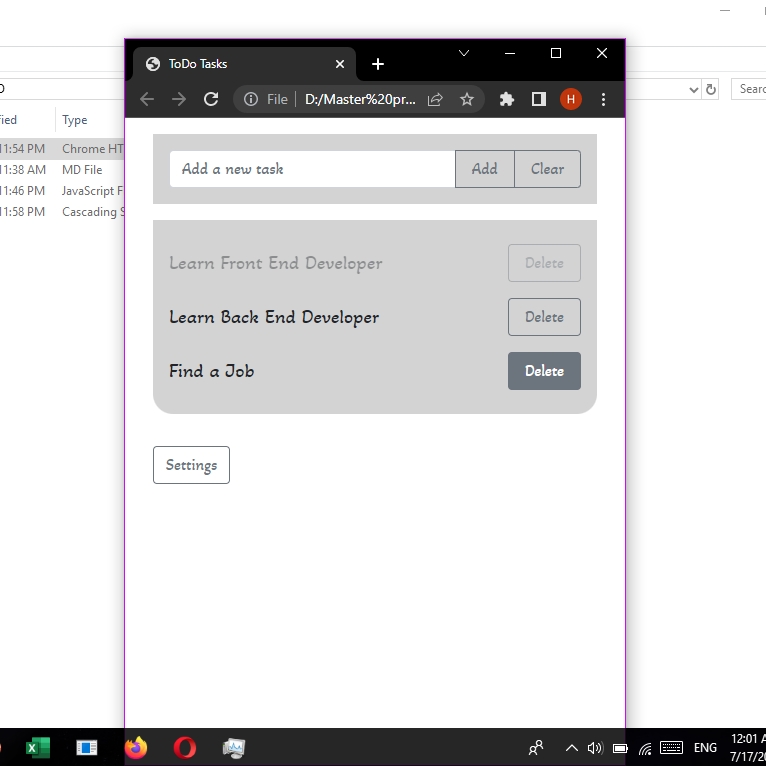 ToDo Tasks
File
D:/Master%20pr...
H
0
Searc
fied
Type
11:54 PM
Chrome HT
11:38 AM
MD File
11:46 PM
JavaScript F
11:58 PM
Cascading S
Add a new task
Add
Clear
Learn Front End Developer
Delete
Learn Back End Developer
Delete
Find a Job
Delete
Settings
ENG
12:01 A
7/17/20